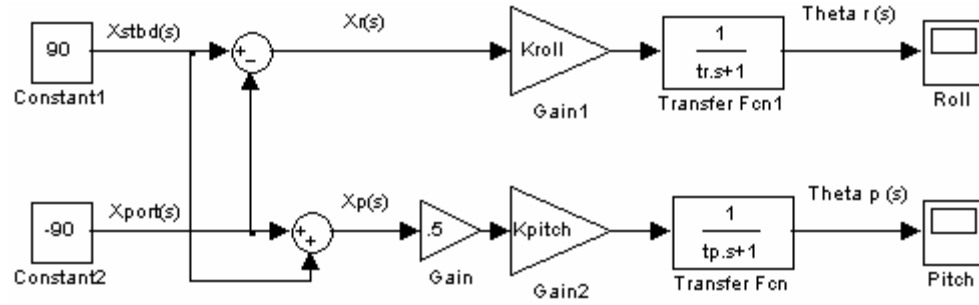 90
Constant1
Xstbd(s)
+
−
Xr(s)
Kroll
Gain1
1
tr.s+1
Transfer Fcn1
Theta r (s)
Roll
-90
Constant2
Xport(s)
+
+
Xp(s)
.5
Gain
Kpitch
Gain2
1
tp.s+1
Transfer Fcn
Theta p (s)
Pitch